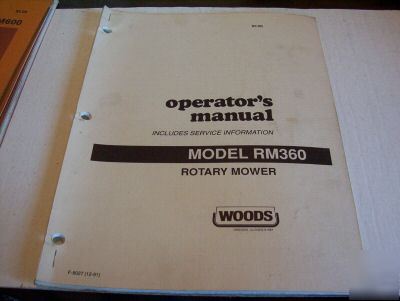 M600
operator's
manual
INCLUDES SERVICE INFORMATION
MODEL RM360
ROTARY MOWER
WOODS